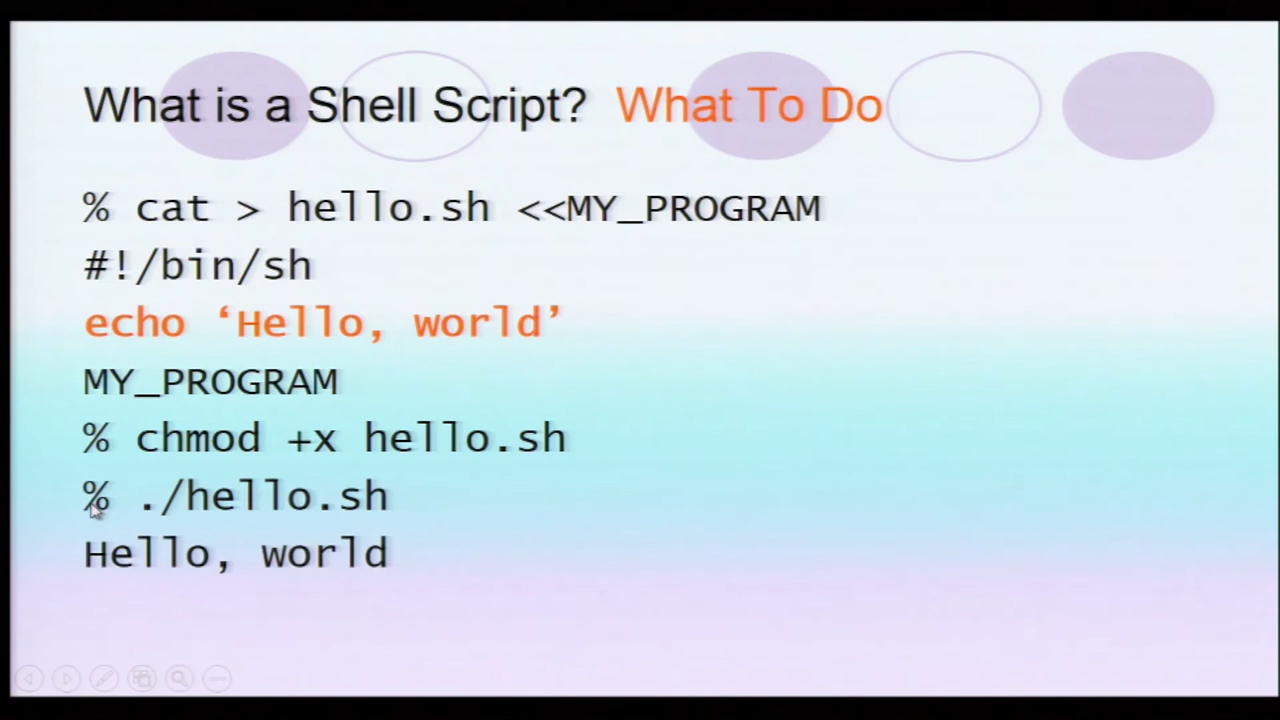 What is a Shell Script? What To Do
% cat > hello.sh <<MY_PROGRAM
#!/bin/sh
echo ‘Hello, world’
MY_PROGRAM
% chmod +x hello.sh
% ./hello.sh
Hello, world